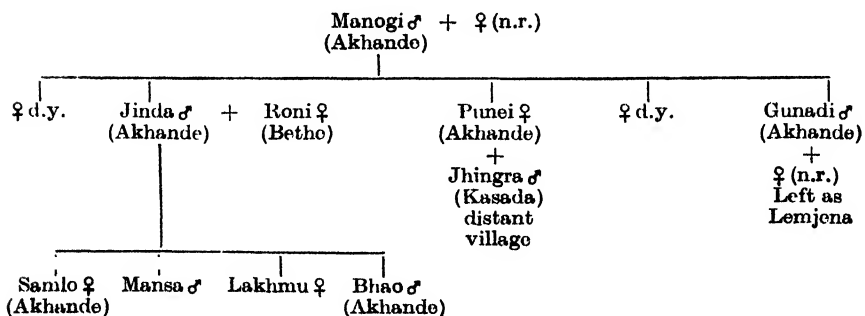 Manogi ♂ + ♀ (n.r.)
(Akhande)
♀ d.y. Jinda ♂ + Roni ♀ Punei ♀ ♀ d.y. Gunadi ♂
(Akhande) (Betho) (Akhande) (Akhande)
+ +
Jhingra ♂ ♀ (n.r.)
(Kasada) Left as
distant Lemjena
village
Samlo ♀ Mansa ♂ Lakhmu ♀ Bhao ♂
(Akhande) (Akhande)